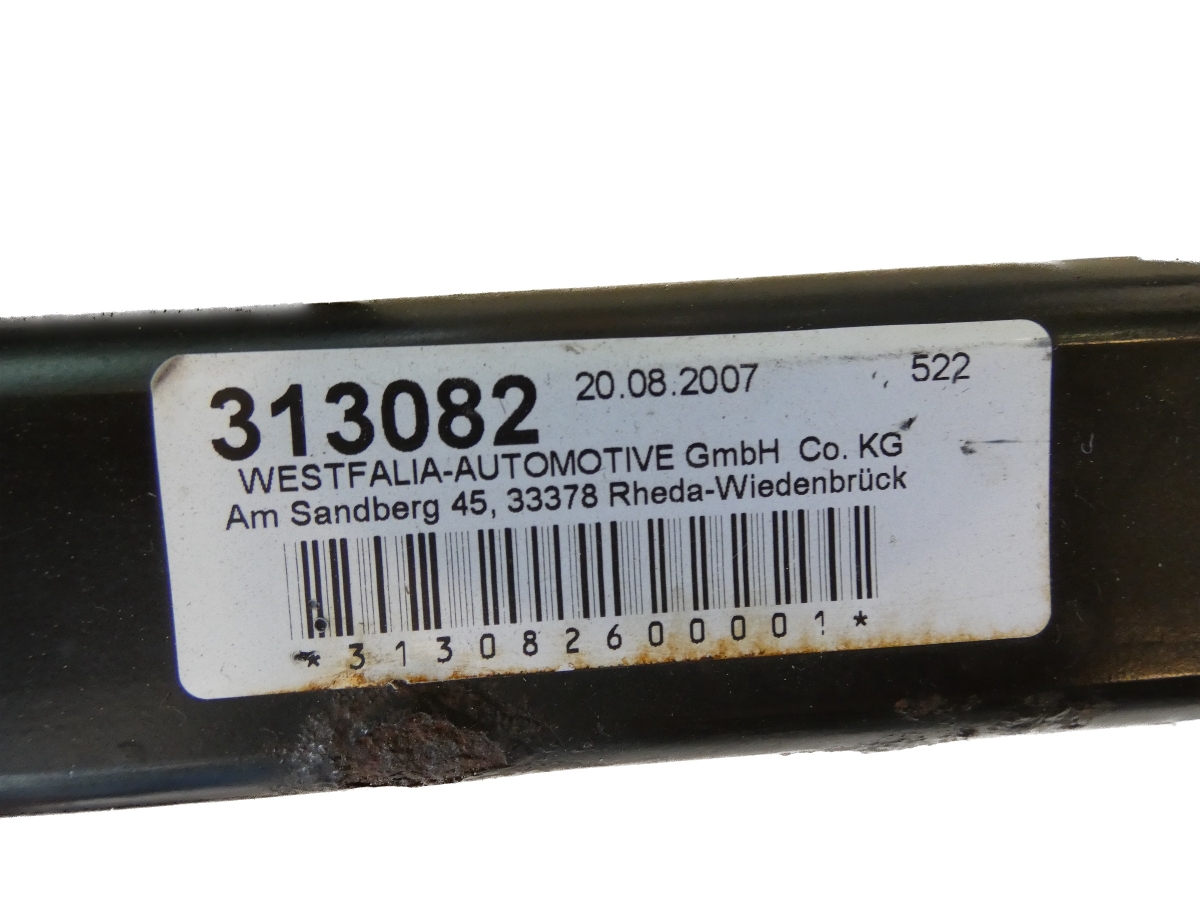 313082 20.08.2007 522
WESTFALIA-AUTOMOTIVE GmbH Co. KG
Am Sandberg 45, 33378 Rheda-Wiedenbrück
*313082600001*